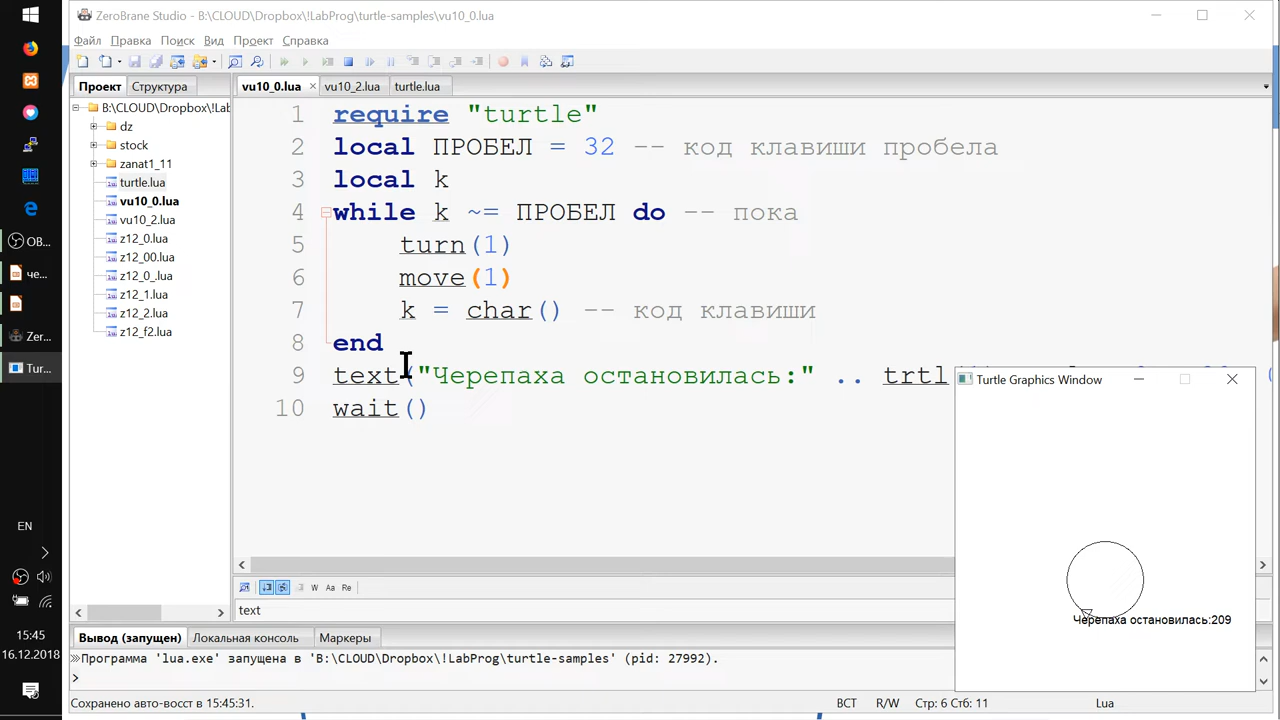 ZeroBrane Studio - B:\CLOUD\Dropbox\!LabProg\turtle-samples\vu10_0.lua
Файл Правка Поиск Вид Проект Справка
Проект Структура
vu10_0.lua vu10_2.lua turtle.lua
B:\CLOUD\Dropbox\!Lab
dz
stock
zanat1_11
turtle.lua
vu10_0.lua
vu10_2.lua
z12_0.lua
z12_00.lua
z12_0_.lua
z12_1.lua
z12_2.lua
z12_f2.lua
1 require "turtle"
2 local ПРОБЕЛ = 32 -- код клавиши пробела
3 local k
4 while k ~= ПРОБЕЛ do -- пока
5 turn(1)
6 move(1)
7 k = char() -- код клавиши
8 end
9 text("Черепаха остановилась:" .. trtl
10 wait()
Turtle Graphics Window
Черепаха остановилась:209
W Aa Re
text
Вывод (запущен) Локальная консоль Маркеры
Программа 'lua.exe' запущена в 'B:\CLOUD\Dropbox\!LabProg\turtle-samples' (pid: 27992).
Сохранено авто-восст в 15:45:31. ВСТ R/W Стр: 6 Стб: 11 Lua
OB...
че...
Zer...
Tur...
EN
15:45
16.12.2018